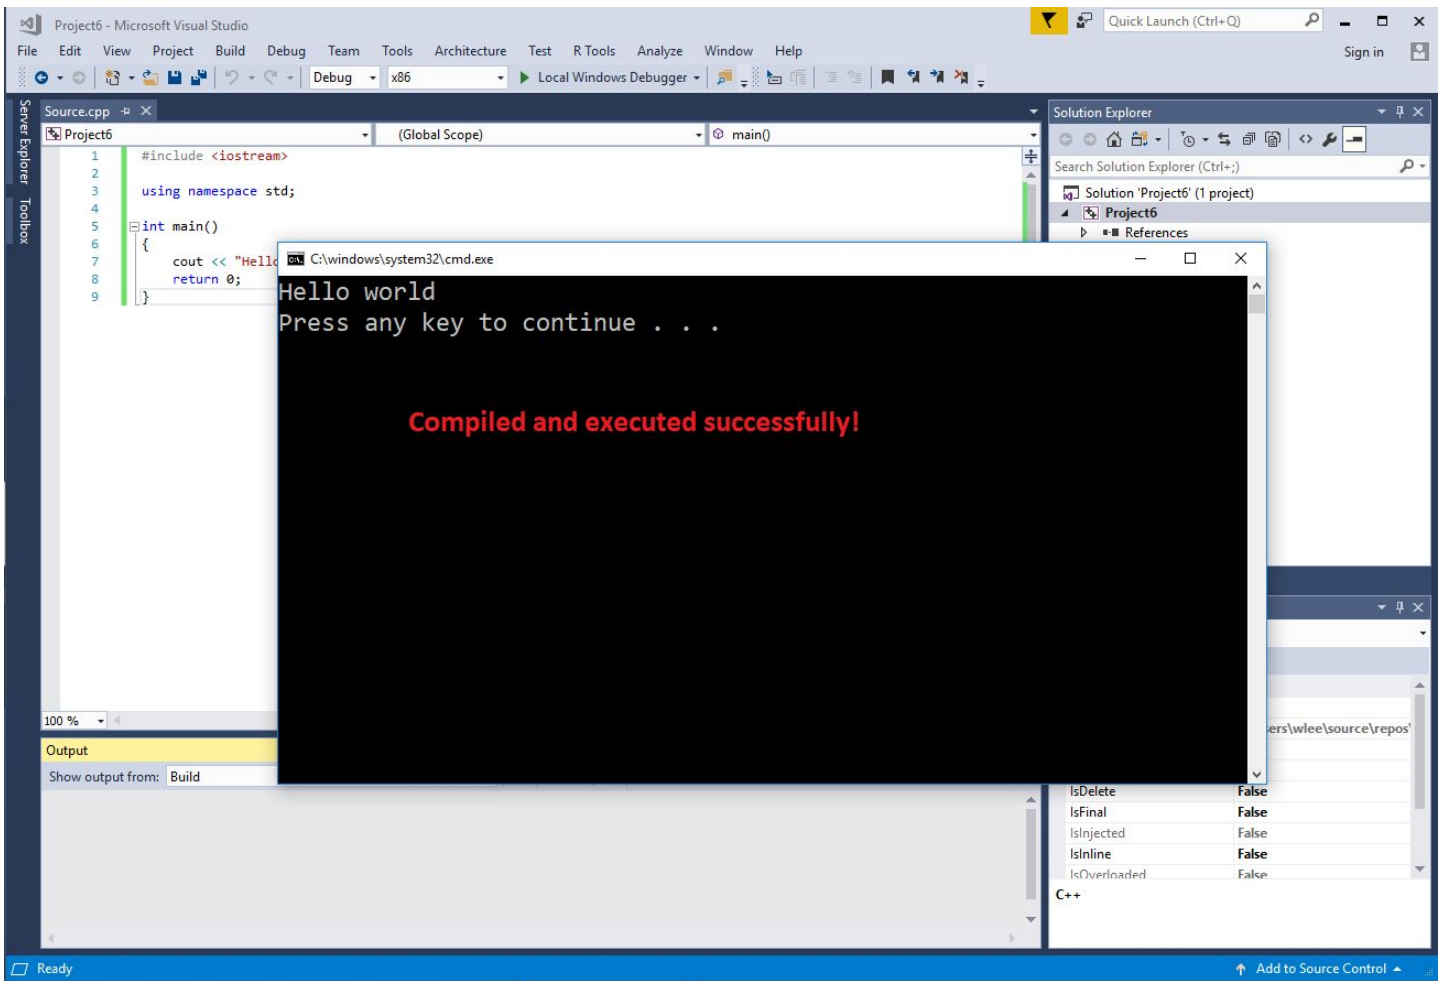 Project6 - Microsoft Visual Studio
Quick Launch (Ctrl+Q)
File Edit View Project Build Debug Team Tools Architecture Test R Tools Analyze Window Help
Sign in
Debug x86 Local Windows Debugger
Server Explorer
Toolbox
Source.cpp
Project6 (Global Scope) main()
1 #include <iostream>
2
3 using namespace std;
4
5 int main()
6 {
7 cout << "Hello
8 return 0;
9 }
100 %
C:\windows\system32\cmd.exe
Hello world
Press any key to continue . . .
Compiled and executed successfully!
Output
Show output from: Build
Solution Explorer
Search Solution Explorer (Ctrl+;)
Solution 'Project6' (1 project)
Project6
References
ers\wlee\source\repos\
IsDelete False
IsFinal False
IsInjected False
IsInline False
IsOverloaded False
C++
Ready
Add to Source Control